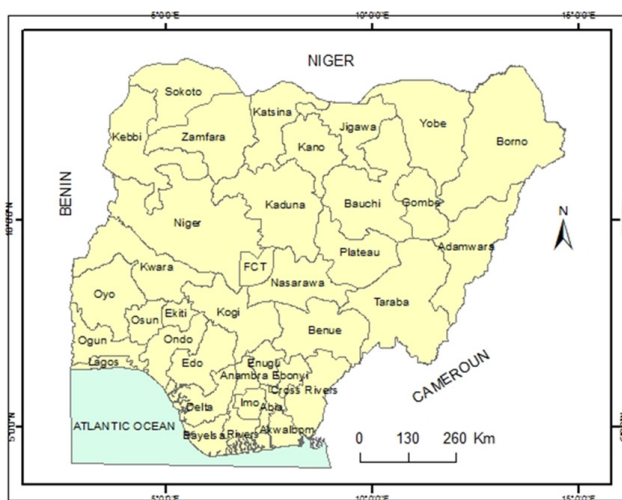 5°0'0"E 10°0'0"E 15°0'0"E
NIGER
Sokoto
Katsina
Jigawa
Yobe
Borno
Kebbi
Zamfara
Kano
BENIN
Kaduna
Bauchi
Gombe
10°0'0"N
Niger
N
Adamwara
Plateau
Kwara
FCT
Nasarawa
Taraba
Oyo
Kogi
Osun
Ekiti
Benue
Ogun
Ondo
Lagos
Edo
Enugu
Anambra
Ebonyi
Cross Rivers
CAMEROUN
Delta
Imo
Abia
ATLANTIC OCEAN
Akwaibom
Bayelsa
Rivers
5°0'0"N
0 130 260 Km
5°0'0"E 10°0'0"E 15°0'0"E